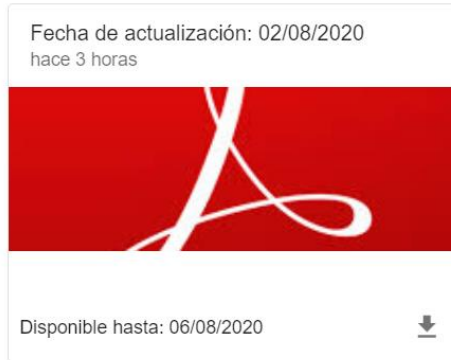 Fecha de actualización: 02/08/2020
hace 3 horas
Disponible hasta: 06/08/2020